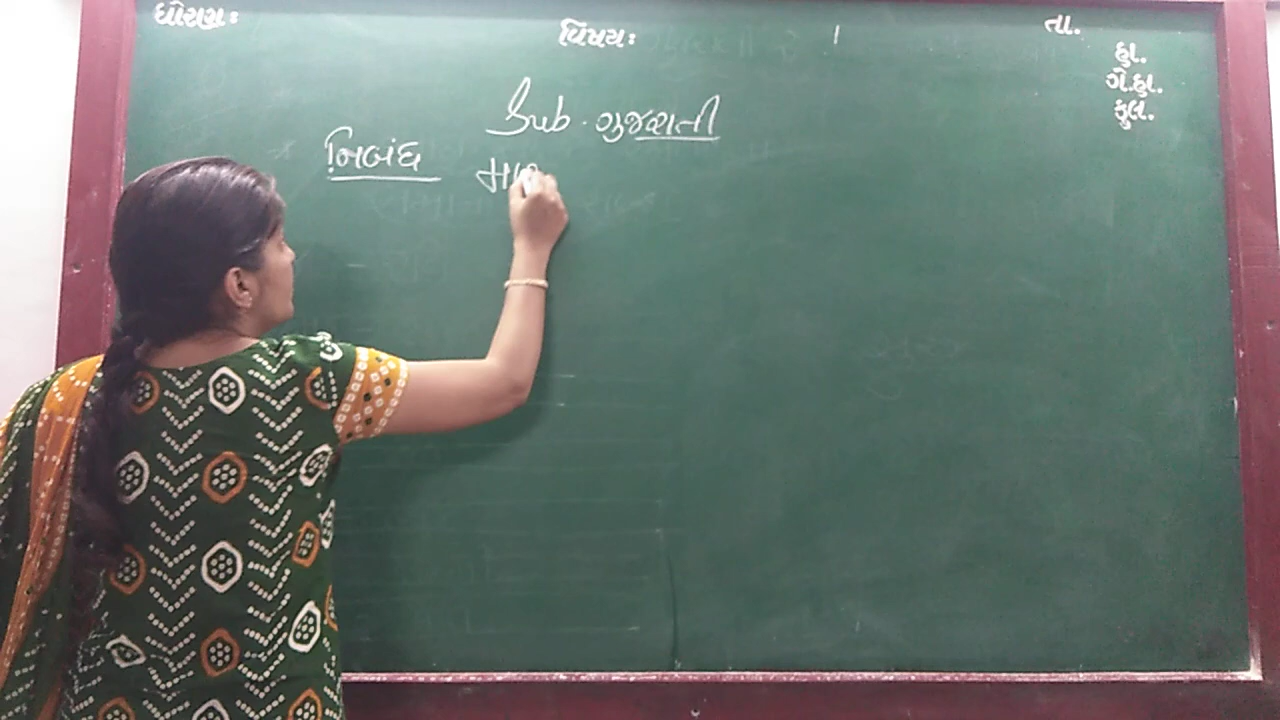 ધોરણઃ
વિષયઃ
તા.
હા.
ગે.હા.
કુલ.
Sub. ગુજરાતી
નિબંધ